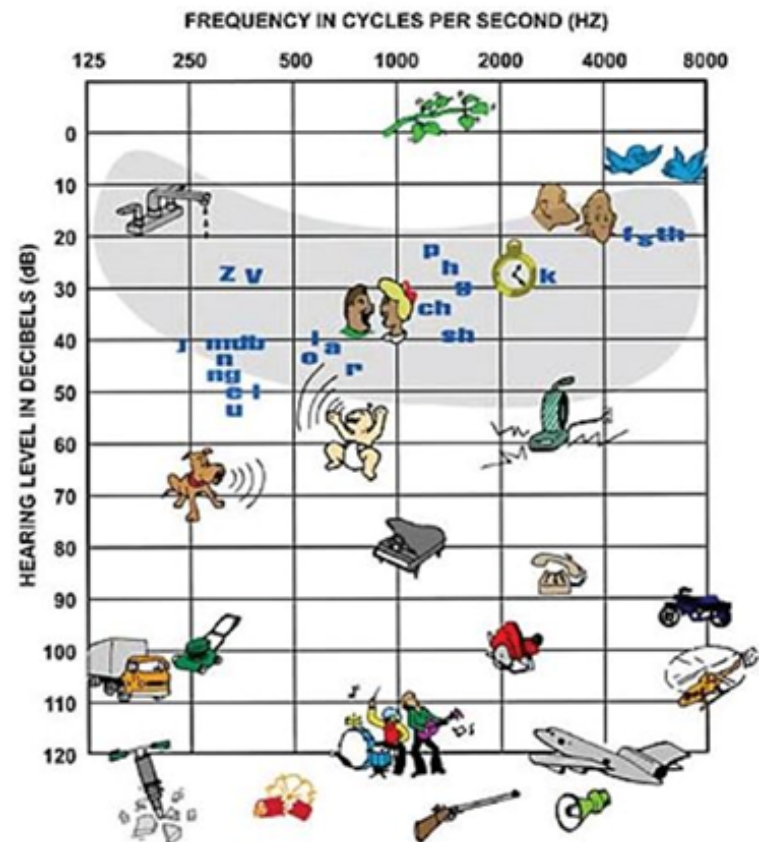 FREQUENCY IN CYCLES PER SECOND (HZ)
125 250 500 1000 2000 4000 8000
HEARING LEVEL IN DECIBELS (dB)
0
10
20
30
40
50
60
70
80
90
100
110
120
f s th
p
h
g
z v
k
ch
sh
j mdb
n
ng
e l
u
l
o a
r